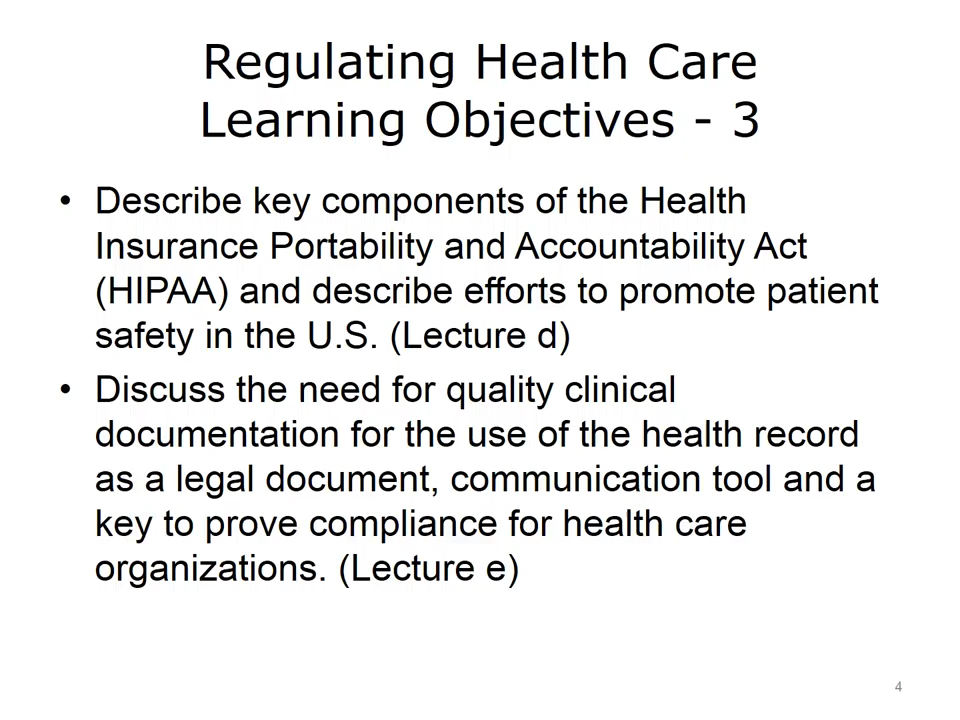 Regulating Health Care
Learning Objectives - 3
• Describe key components of the Health
Insurance Portability and Accountability Act
(HIPAA) and describe efforts to promote patient
safety in the U.S. (Lecture d)
• Discuss the need for quality clinical
documentation for the use of the health record
as a legal document, communication tool and a
key to prove compliance for health care
organizations. (Lecture e)
4